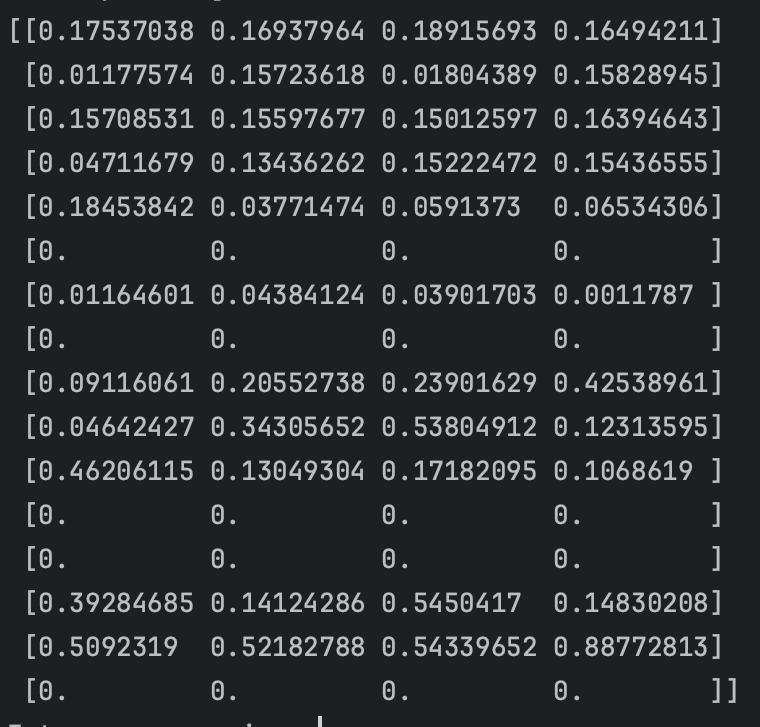 [[0.17537038 0.16937964 0.18915693 0.16494211]
[0.01177574 0.15723618 0.01804389 0.15828945]
[0.15708531 0.15597677 0.15012597 0.16394643]
[0.04711679 0.13436262 0.15222472 0.15436555]
[0.18453842 0.03771474 0.0591373  0.06534306]
[0.         0.         0.         0.        ]
[0.01164601 0.04384124 0.03901703 0.0011787 ]
[0.         0.         0.         0.        ]
[0.09116061 0.20552738 0.23901629 0.42538961]
[0.04642427 0.34305652 0.53804912 0.12313595]
[0.46206115 0.13049304 0.17182095 0.1068619 ]
[0.         0.         0.         0.        ]
[0.         0.         0.         0.        ]
[0.39284685 0.14124286 0.5450417  0.14830208]
[0.5092319  0.52182788 0.54339652 0.88772813]
[0.         0.         0.         0.        ]]